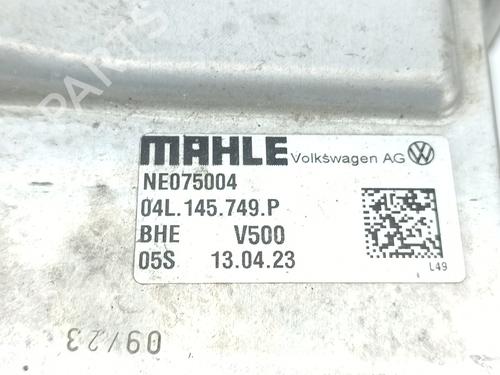 PARTS
MAHLE Volkswagen AG
NE075004
04L.145.749.P
BHE V500
05S 13.04.23
L49
09/23